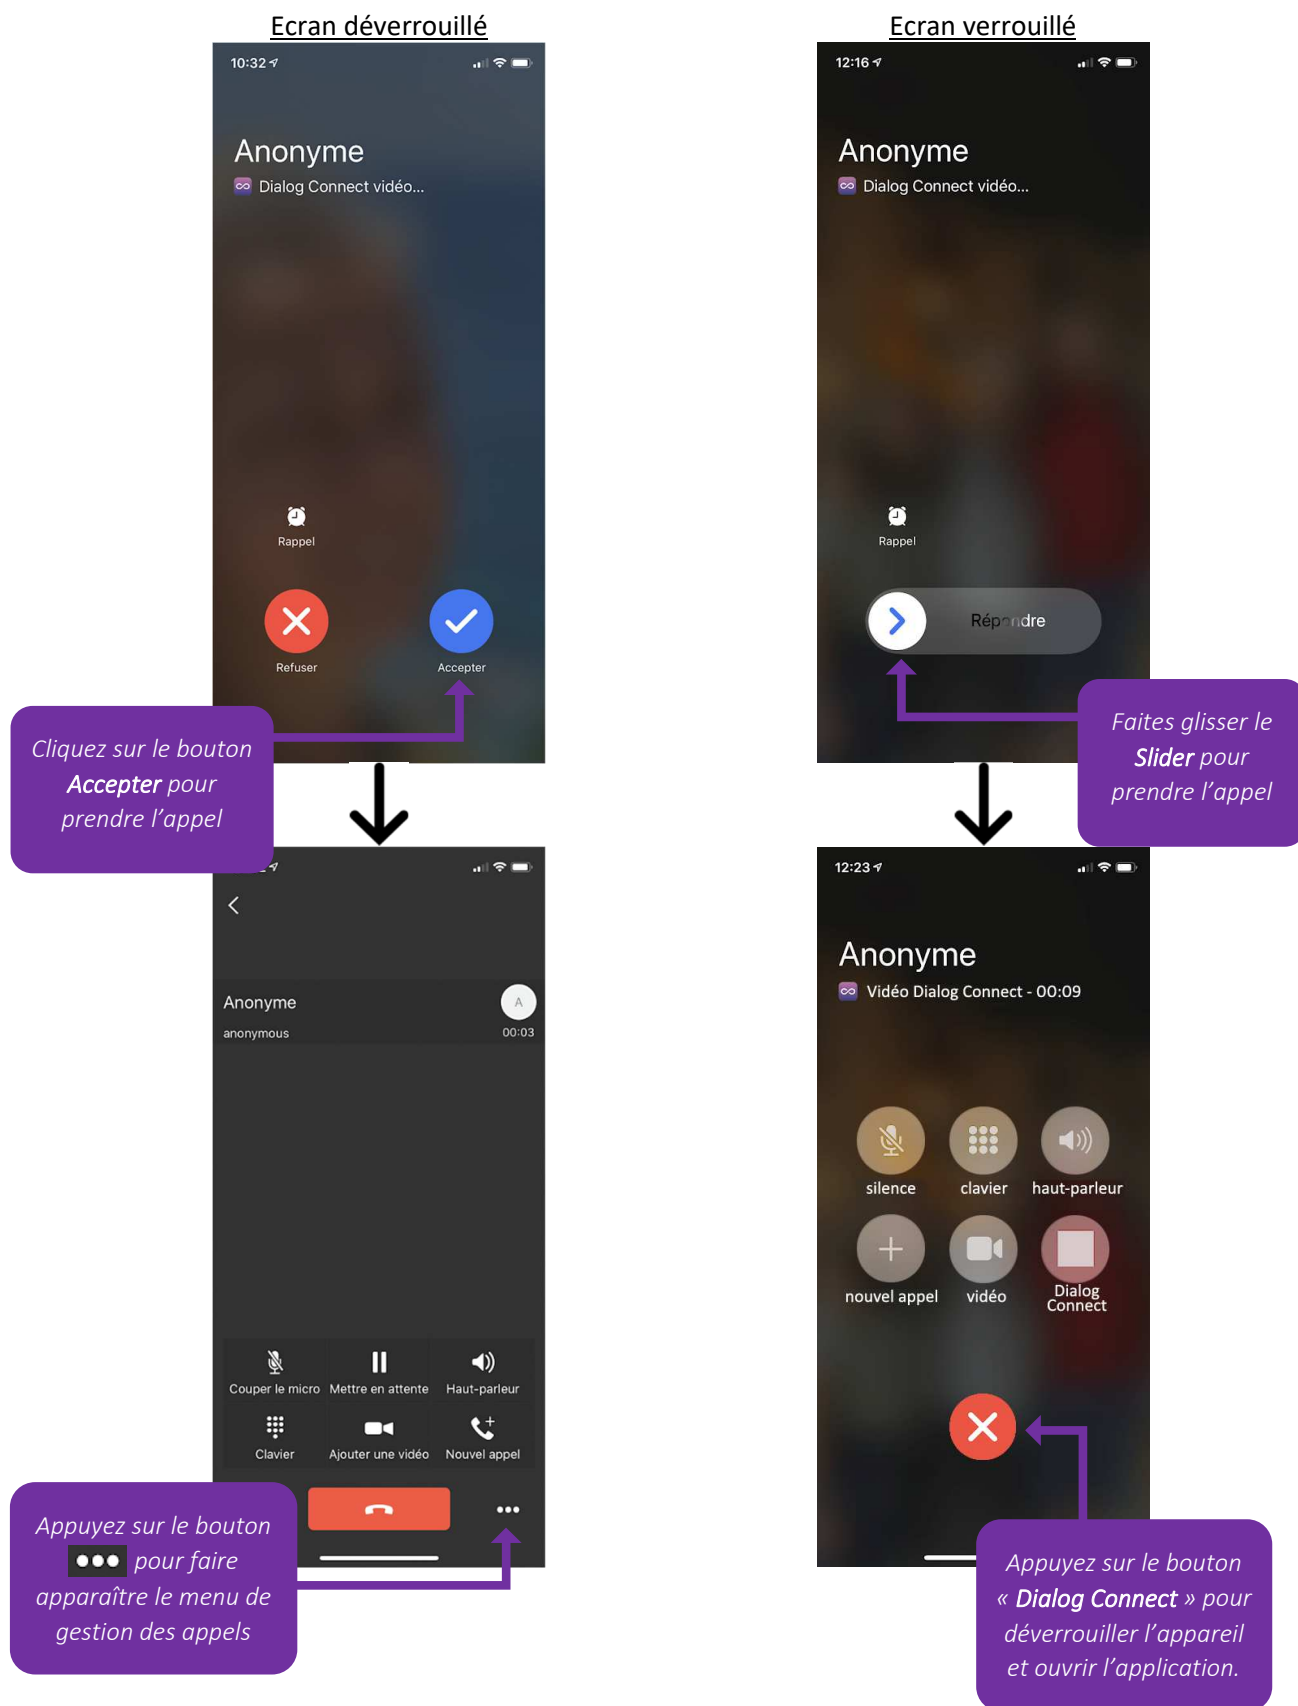 Ecran déverrouillé
10:32
Anonyme
Dialog Connect vidéo...
Rappel
Refuser
Accepter
Cliquez sur le bouton
Accepter pour
prendre l’appel
Anonyme
A
anonymous
00:03
Couper le micro
Mettre en attente
Haut-parleur
Clavier
Ajouter une vidéo
Nouvel appel
Appuyez sur le bouton
pour faire
apparaître le menu de
gestion des appels
Ecran verrouillé
12:16
Anonyme
Dialog Connect vidéo...
Rappel
Répondre
Faites glisser le
Slider pour
prendre l’appel
12:23
Anonyme
Vidéo Dialog Connect - 00:09
silence
clavier
haut-parleur
nouvel appel
vidéo
Dialog
Connect
Appuyez sur le bouton
« Dialog Connect » pour
déverrouiller l’appareil
et ouvrir l’application.